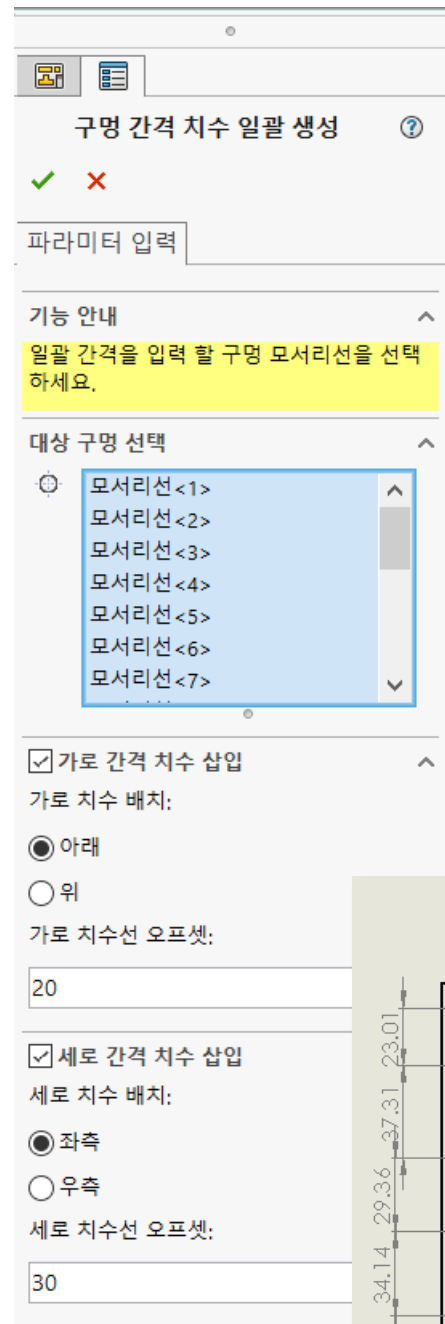 구멍 간격 치수 일괄 생성
파라미터 입력
기능 안내
일괄 간격을 입력 할 구멍 모서리선을 선택
하세요.
대상 구멍 선택
모서리선<1>
모서리선<2>
모서리선<3>
모서리선<4>
모서리선<5>
모서리선<6>
모서리선<7>
가로 간격 치수 삽입
가로 치수 배치:
아래
위
가로 치수선 오프셋:
20
세로 간격 치수 삽입
세로 치수 배치:
좌측
우측
세로 치수선 오프셋:
30
23.01
37.31
29.36
34.14